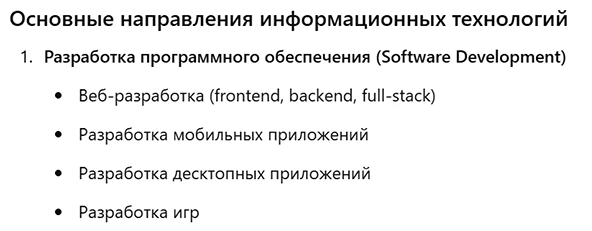 Основные направления информационных технологий
1. Разработка программного обеспечения (Software Development)
• Веб-разработка (frontend, backend, full-stack)
• Разработка мобильных приложений
• Разработка десктопных приложений
• Разработка игр